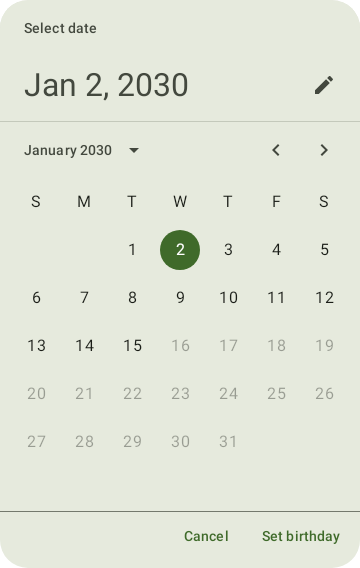 Select date
Jan 2, 2030
January 2030
S M T W T F S
1 2 3 4 5
6 7 8 9 10 11 12
13 14 15 16 17 18 19
20 21 22 23 24 25 26
27 28 29 30 31
Cancel Set birthday